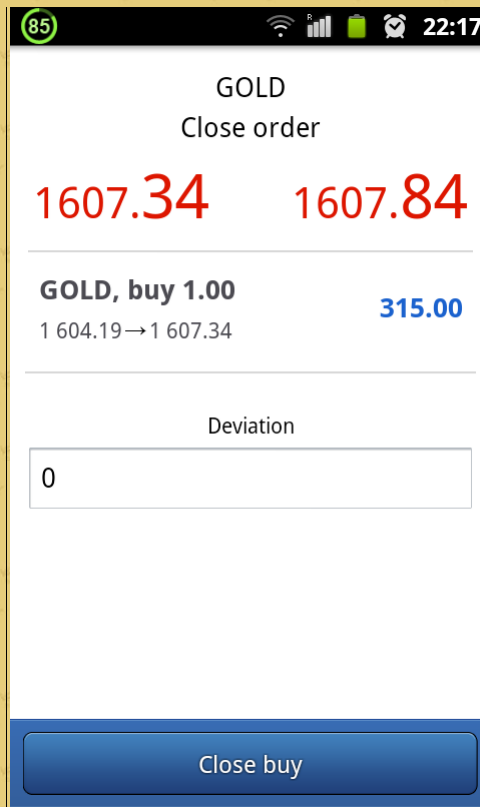 85 R 22:17
GOLD
Close order
1607.34 1607.84
GOLD, buy 1.00 315.00
1 604.19→1 607.34
Deviation
0
Close buy